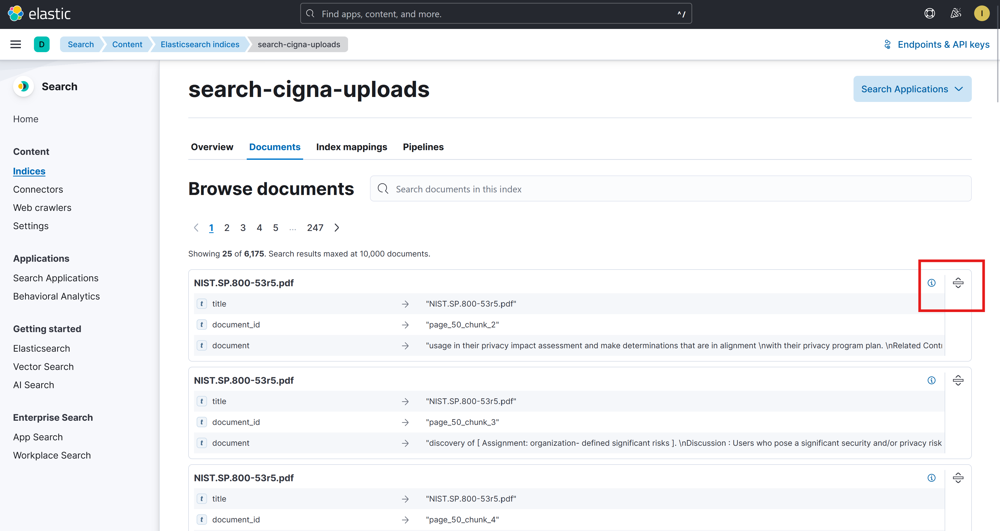 elastic
Find apps, content, and more.
^ /
I
D
Search
Content
Elasticsearch indices
search-cigna-uploads
Endpoints & API keys
Search
Home
Content
Indices
Connectors
Web crawlers
Settings
Applications
Search Applications
Behavioral Analytics
Getting started
Elasticsearch
Vector Search
AI Search
Enterprise Search
App Search
Workplace Search
search-cigna-uploads
Search Applications
Overview Documents Index mappings Pipelines
Browse documents
Search documents in this index
1 2 3 4 5 ... 247
Showing 25 of 6,175. Search results maxed at 10,000 documents.
NIST.SP.800-53r5.pdf
t title → "NIST.SP.800-53r5.pdf"
t document_id → "page_50_chunk_2"
t document → "usage in their privacy impact assessment and make determinations that are in alignment \nwith their privacy program plan. \nRelated Contr
NIST.SP.800-53r5.pdf
t title → "NIST.SP.800-53r5.pdf"
t document_id → "page_50_chunk_3"
t document → "discovery of [ Assignment: organization- defined significant risks ]. \nDiscussion : Users who pose a significant security and/or privacy risk
NIST.SP.800-53r5.pdf
t title → "NIST.SP.800-53r5.pdf"
t document_id → "page_50_chunk_4"